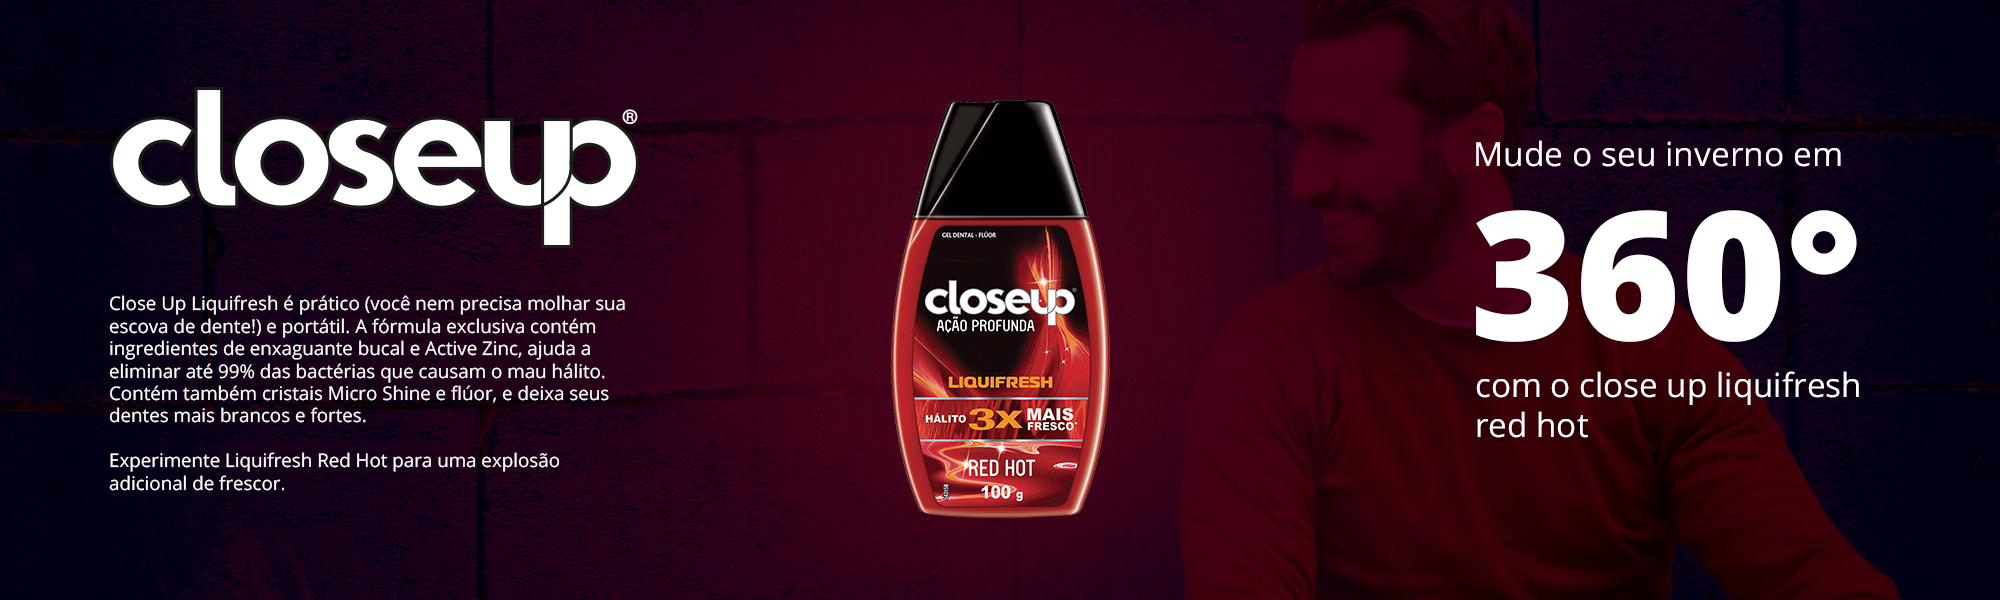 closeup®
Close Up Liquifresh é prático (você nem precisa molhar sua
escova de dente!) e portátil. A fórmula exclusiva contém
ingredientes de enxaguante bucal e Active Zinc, ajuda a
eliminar até 99% das bactérias que causam o mau hálito.
Contém também cristais Micro Shine e flúor, e deixa seus
dentes mais brancos e fortes.
Experimente Liquifresh Red Hot para uma explosão
adicional de frescor.
GEL DENTAL - FLÚOR
closeup®
AÇÃO PROFUNDA
LIQUIFRESH
HÁLITO 3X MAIS
FRESCO*
RED HOT
100 g
Mude o seu inverno em
360°
com o close up liquifresh
red hot